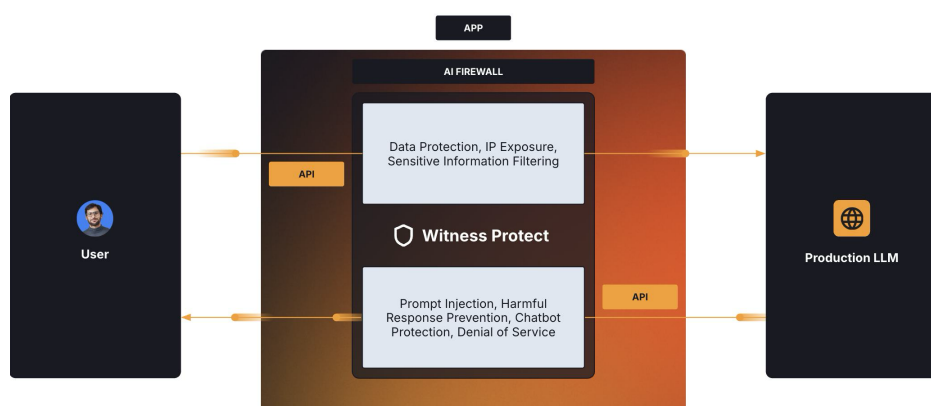 APP
AI FIREWALL
Data Protection, IP Exposure,
Sensitive Information Filtering
API
Witness Protect
User
Production LLM
API
Prompt Injection, Harmful
Response Prevention, Chatbot
Protection, Denial of Service